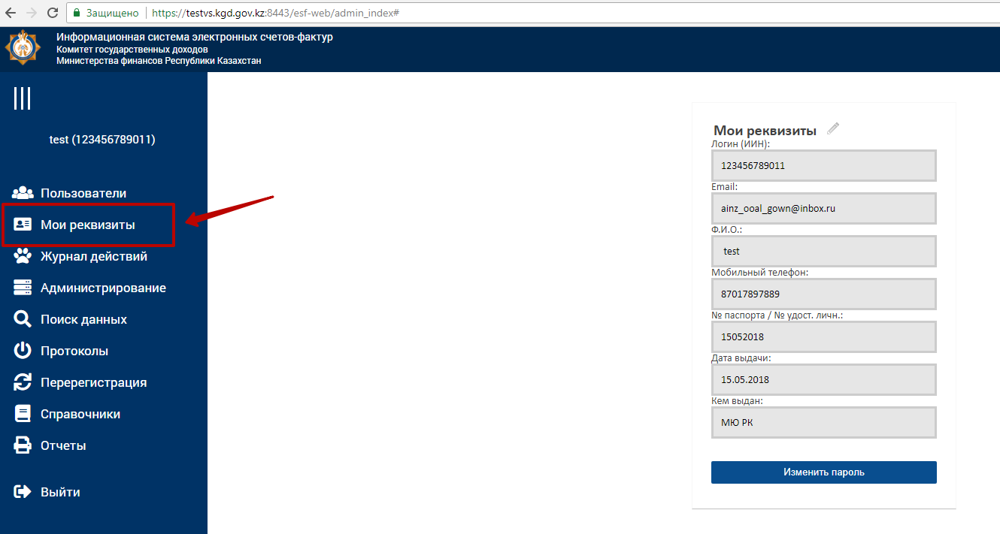 Защищено
https://testvs.kgd.gov.kz:8443/esf-web/admin_index#
Информационная система электронных счетов-фактур
Комитет государственных доходов
Министерства финансов Республики Казахстан
test (123456789011)
Пользователи
Мои реквизиты
Журнал действий
Администрирование
Поиск данных
Протоколы
Перерегистрация
Справочники
Отчеты
Выйти
Мои реквизиты
Логин (ИИН):
123456789011
Email:
ainz_ooal_gown@inbox.ru
Ф.И.О.:
test
Мобильный телефон:
87017897889
№ паспорта / № удост. личн.:
15052018
Дата выдачи:
15.05.2018
Кем выдан:
МЮ РК
Изменить пароль